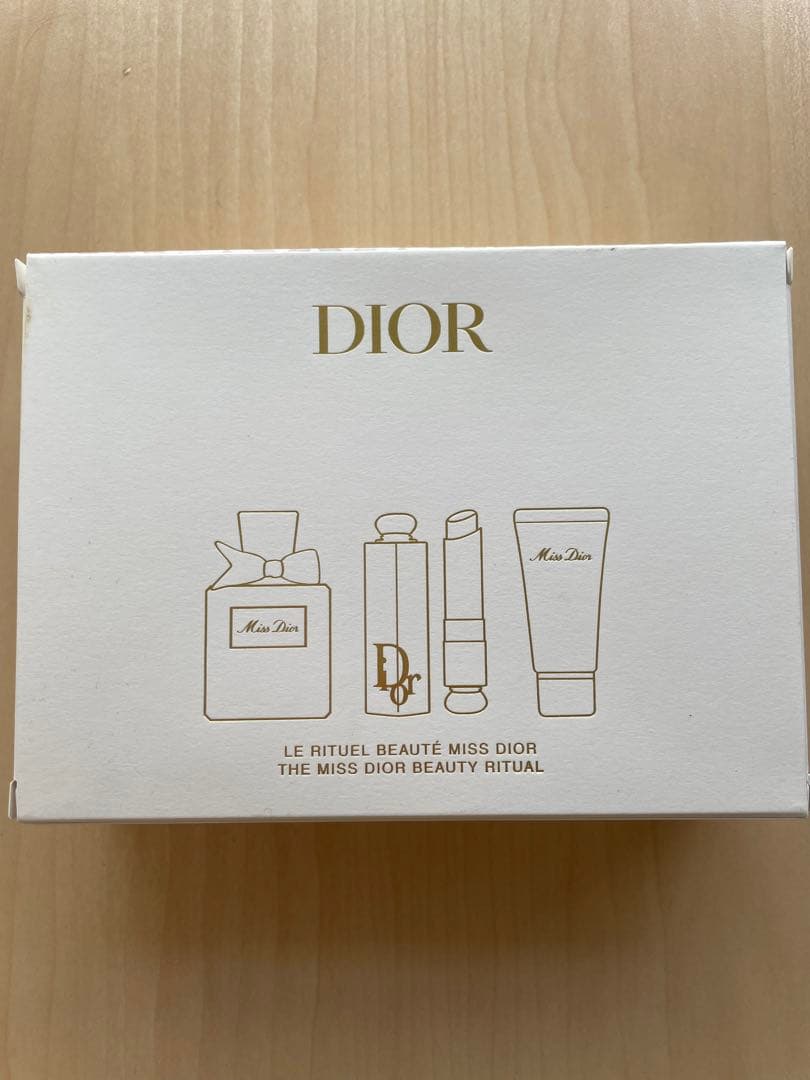 DIOR
Miss Dior
Dior
Miss Dior
LE RITUEL BEAUTÉ MISS DIOR
THE MISS DIOR BEAUTY RITUAL